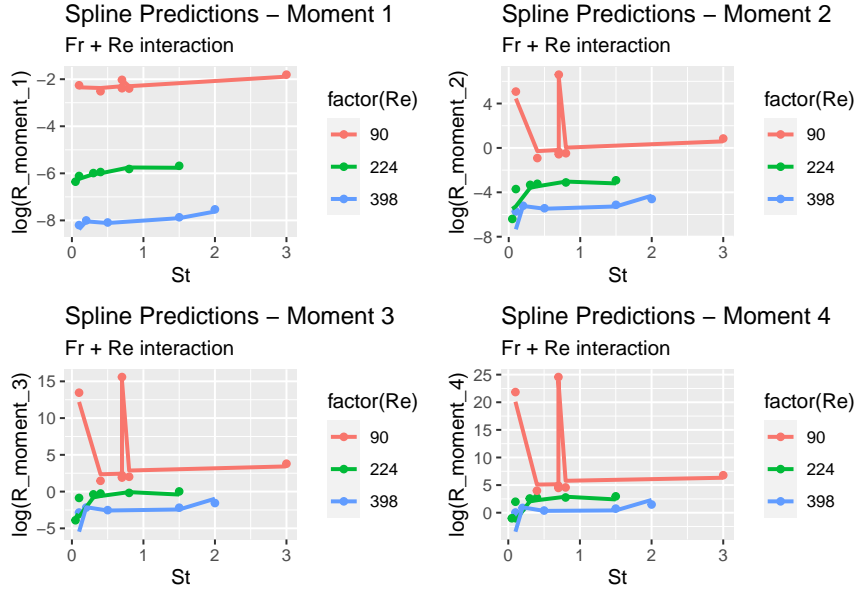 Spline Predictions – Moment 1
Fr + Re interaction
log(R_moment_1)
−2
−4
−6
−8
0
1
2
3
St
factor(Re)
90
224
398
Spline Predictions – Moment 2
Fr + Re interaction
log(R_moment_2)
4
0
−4
−8
0
1
2
3
St
factor(Re)
90
224
398
Spline Predictions – Moment 3
Fr + Re interaction
log(R_moment_3)
15
10
5
0
−5
0
1
2
3
St
factor(Re)
90
224
398
Spline Predictions – Moment 4
Fr + Re interaction
log(R_moment_4)
25
20
15
10
5
0
0
1
2
3
St
factor(Re)
90
224
398